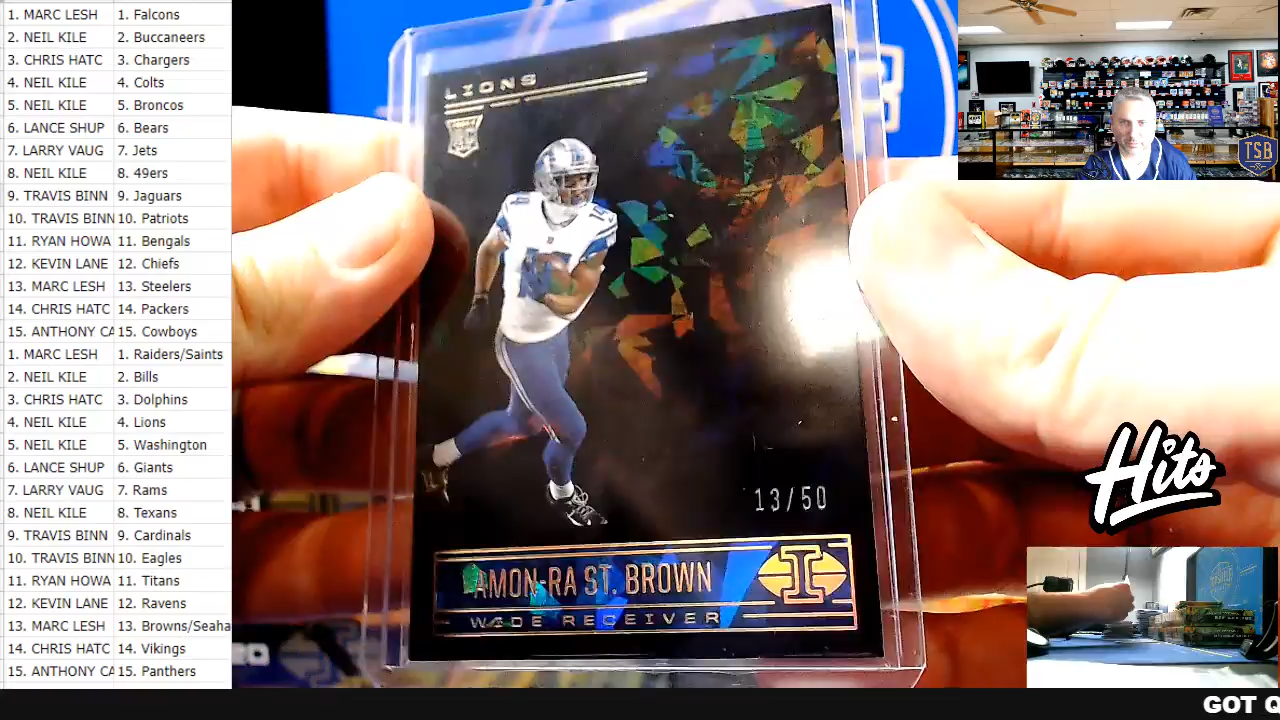 1. MARC LESH 1. Falcons
2. NEIL KILE 2. Buccaneers
3. CHRIS HATC 3. Chargers
4. NEIL KILE 4. Colts
5. NEIL KILE 5. Broncos
6. LANCE SHUP 6. Bears
7. LARRY VAUG 7. Jets
8. NEIL KILE 8. 49ers
9. TRAVIS BINN 9. Jaguars
10. TRAVIS BINN 10. Patriots
11. RYAN HOWA 11. Bengals
12. KEVIN LANE 12. Chiefs
13. MARC LESH 13. Steelers
14. CHRIS HATC 14. Packers
15. ANTHONY CA 15. Cowboys
1. MARC LESH 1. Raiders/Saints
2. NEIL KILE 2. Bills
3. CHRIS HATC 3. Dolphins
4. NEIL KILE 4. Lions
5. NEIL KILE 5. Washington
6. LANCE SHUP 6. Giants
7. LARRY VAUG 7. Rams
8. NEIL KILE 8. Texans
9. TRAVIS BINN 9. Cardinals
10. TRAVIS BINN 10. Eagles
11. RYAN HOWA 11. Titans
12. KEVIN LANE 12. Ravens
13. MARC LESH 13. Browns/Seaha
14. CHRIS HATC 14. Vikings
15. ANTHONY CA 15. Panthers
LIONS
13/50
AMON-RA ST. BROWN
WIDE RECEIVER
TSB
Hits
GOT